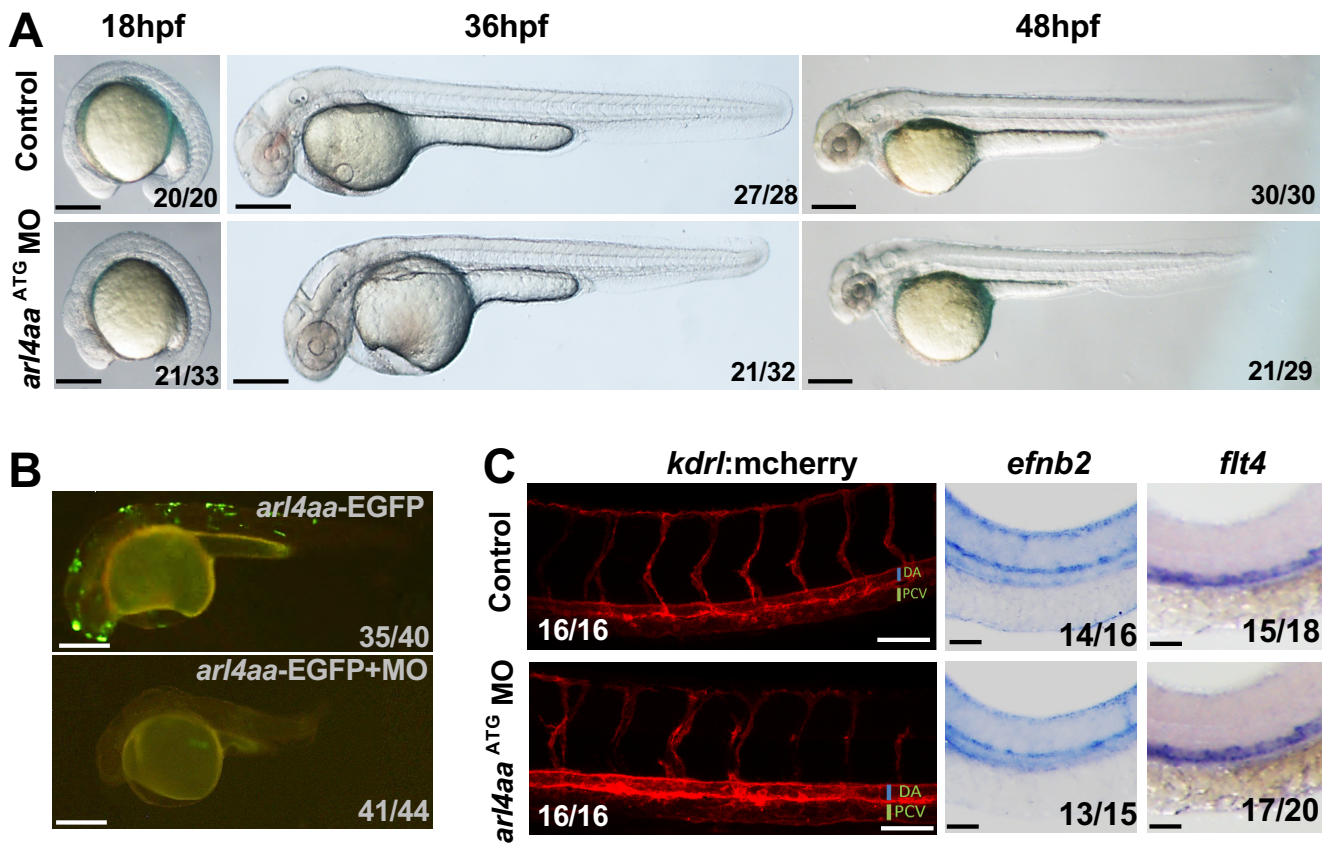 A
18hpf 36hpf 48hpf
Control
20/20 27/28 30/30
arl4aa ATG MO
21/33 21/32 21/29
B
arl4aa-EGFP
35/40
arl4aa-EGFP+MO
41/44
C
kdrl:mcherry efnb2 flt4
Control
DA
PCV
16/16 14/16 15/18
arl4aa ATG MO
DA
PCV
16/16 13/15 17/20